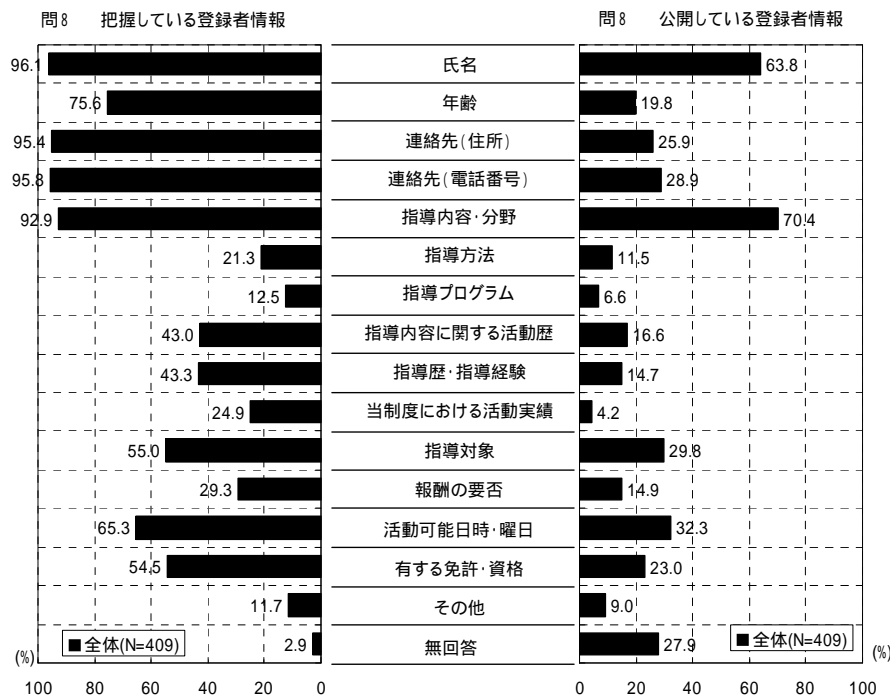 問8　把握している登録者情報
問8　公開している登録者情報
96.1 氏名 63.8
75.6 年齢 19.8
95.4 連絡先(住所) 25.9
95.8 連絡先(電話番号) 28.9
92.9 指導内容・分野 70.4
21.3 指導方法 11.5
12.5 指導プログラム 6.6
43.0 指導内容に関する活動歴 16.6
43.3 指導歴・指導経験 14.7
24.9 当制度における活動実績 4.2
55.0 指導対象 29.8
29.3 報酬の要否 14.9
65.3 活動可能日時・曜日 32.3
54.5 有する免許・資格 23.0
11.7 その他 9.0
2.9 無回答 27.9
全体(N=409)
全体(N=409)
(%)
(%)
100 80 60 40 20 0
0 20 40 60 80 100